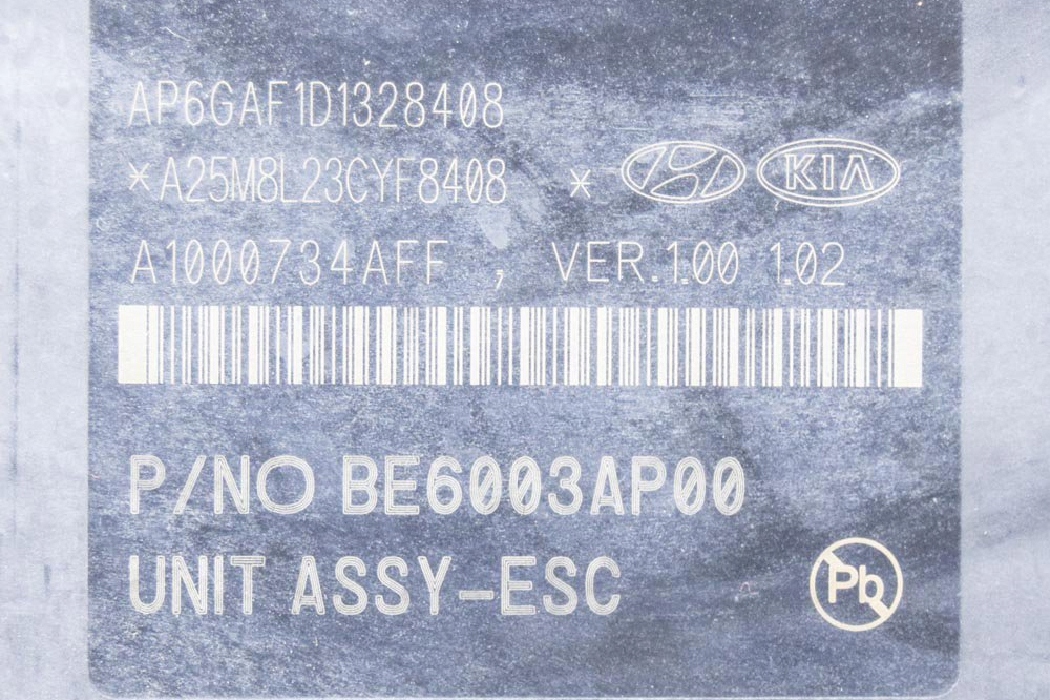 AP6GAF1D1328408
*A25M8L23CYF8408 * KIA
A1000734AFF , VER.1.00 1.02
P/NO BE6003AP00
UNIT ASSY-ESC
Pb